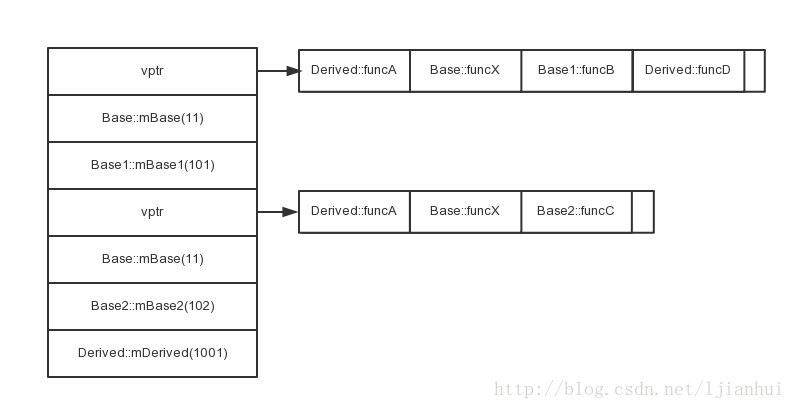 vptr
Derived::funcA
Base::funcX
Base1::funcB
Derived::funcD
Base::mBase(11)
Base1::mBase1(101)
vptr
Derived::funcA
Base::funcX
Base2::funcC
Base::mBase(11)
Base2::mBase2(102)
Derived::mDerived(1001)
http://blog.csdn.net/ljianhui